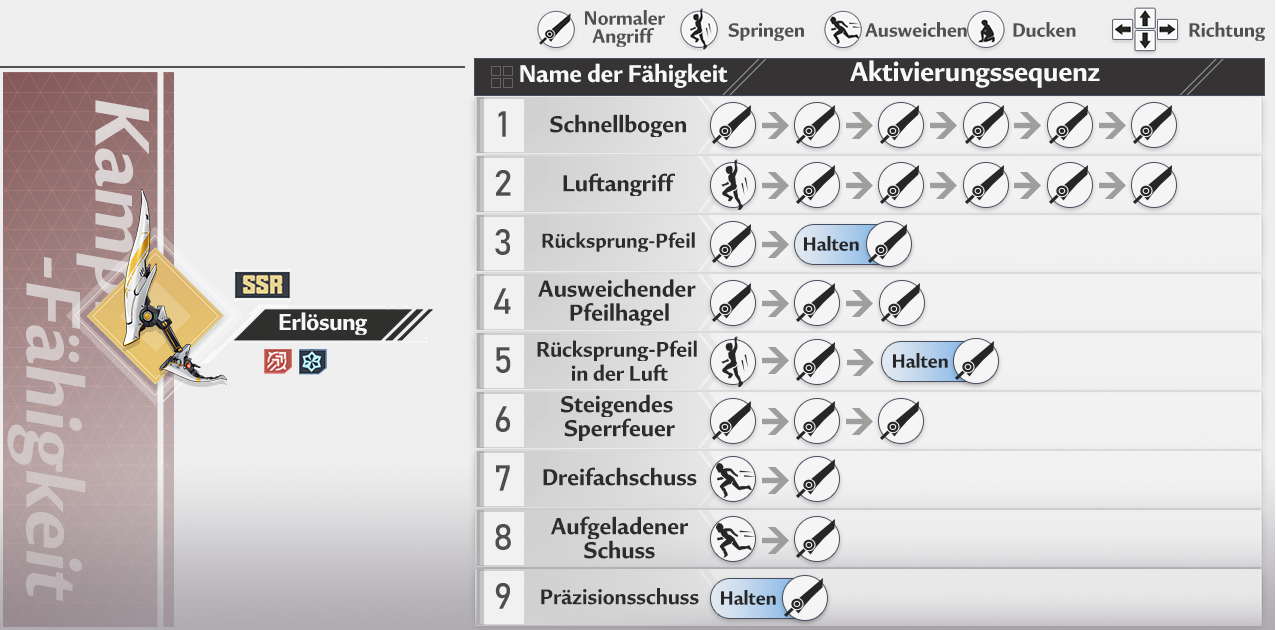 Normaler
Angriff
Springen
Ausweichen
Ducken
Richtung
Name der Fähigkeit
Aktivierungssequenz
Kampf
-Fähigkeit
SSR
Erlösung
1
Schnellbogen
2
Luftangriff
3
Rücksprung-Pfeil
Halten
4
Ausweichender
Pfeilhagel
5
Rücksprung-Pfeil
in der Luft
Halten
6
Steigendes
Sperrfeuer
7
Dreifachschuss
8
Aufgeladener
Schuss
9
Präzisionsschuss
Halten